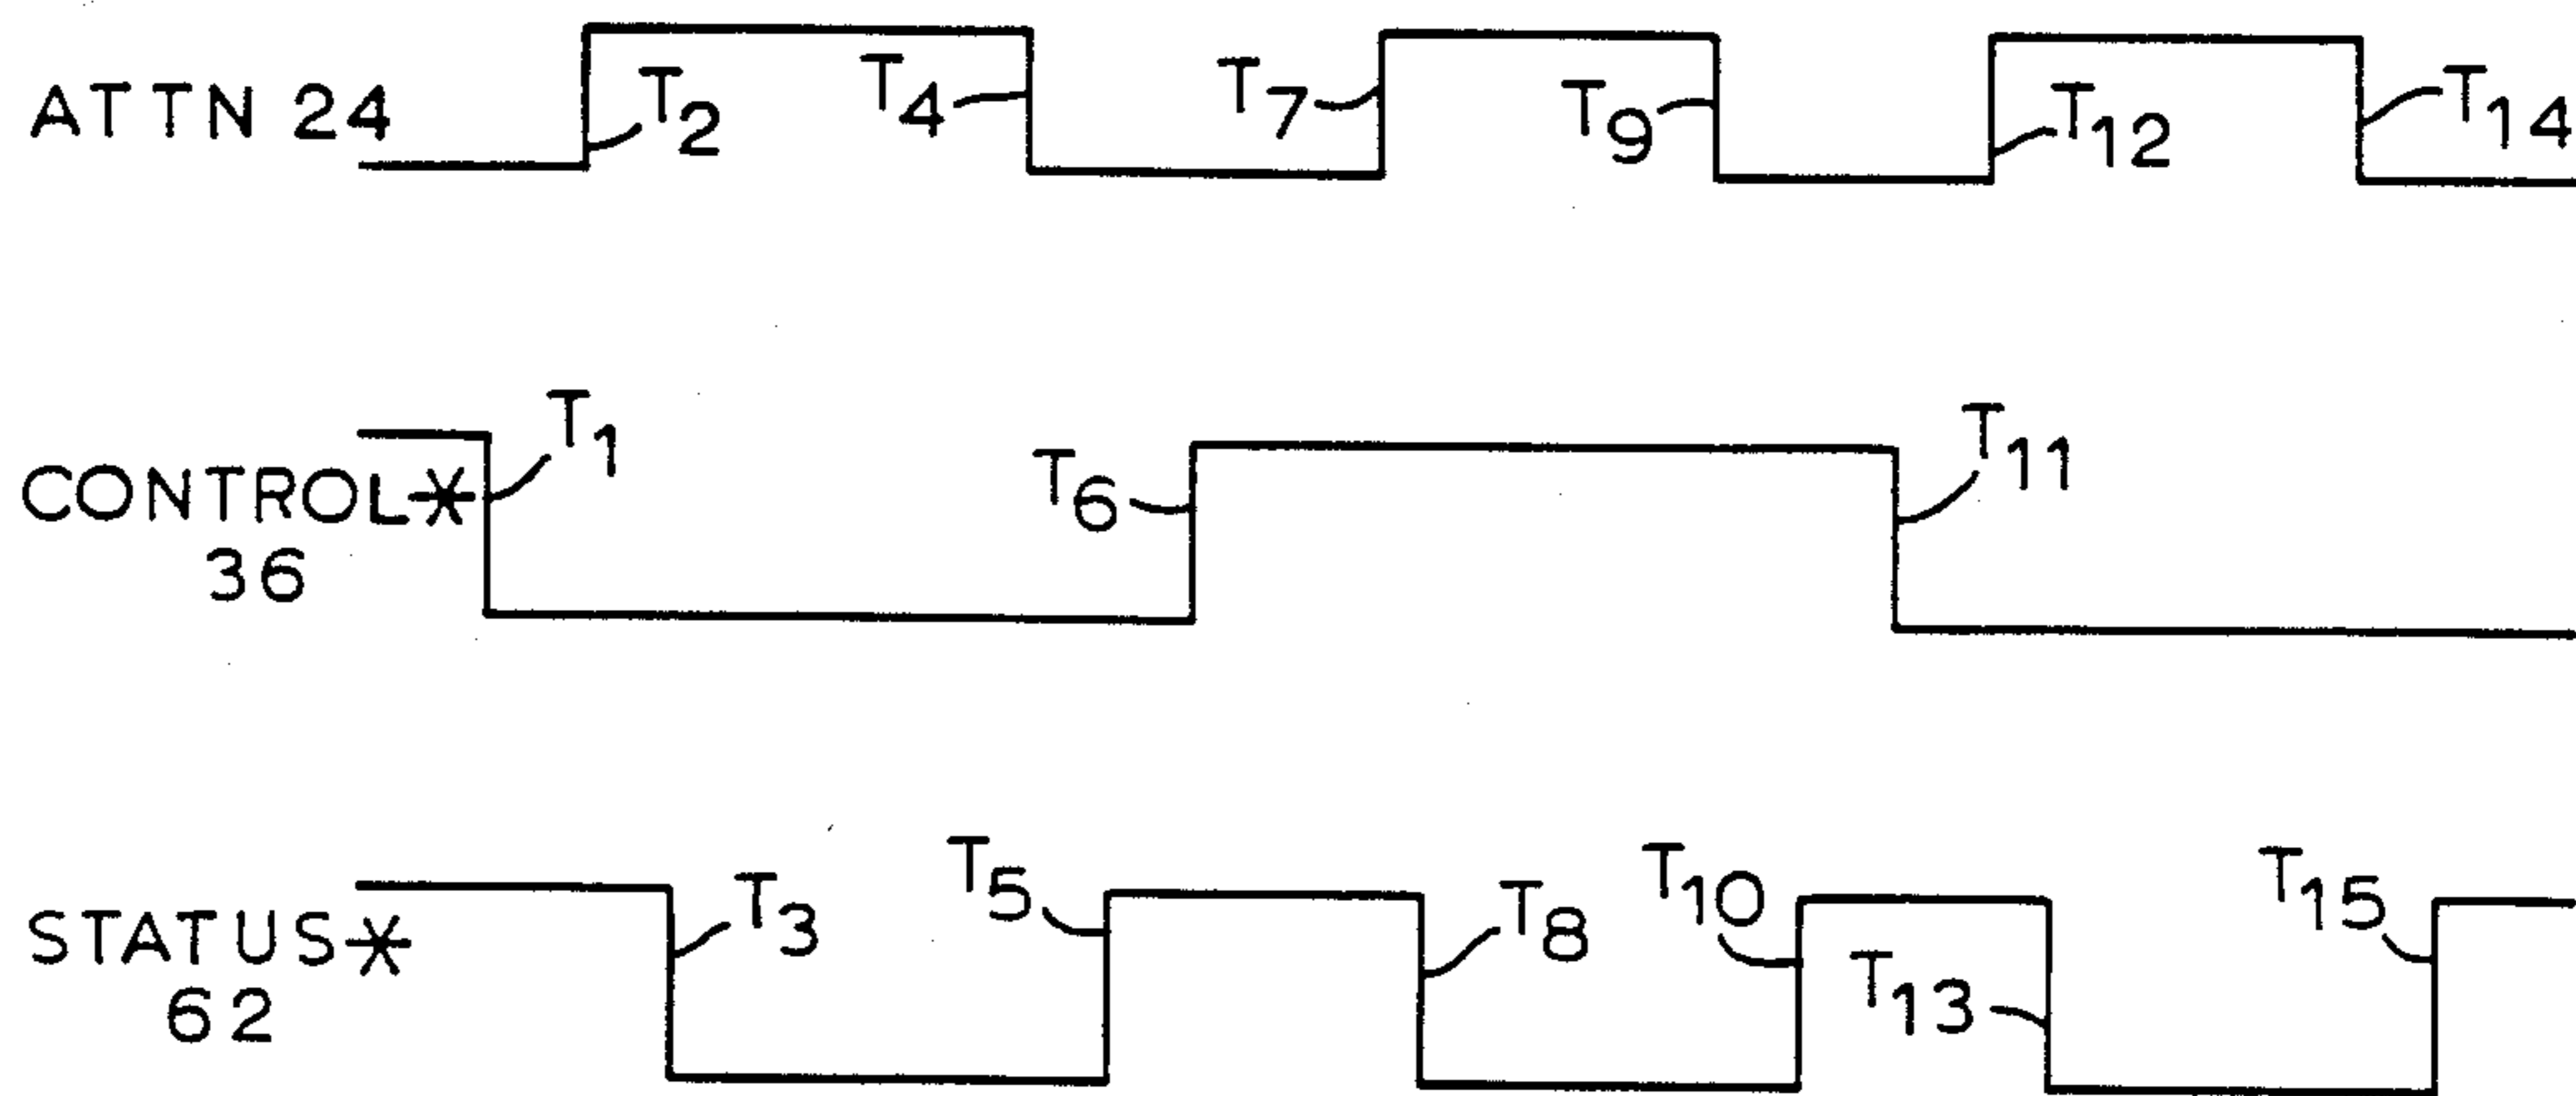 ATTN 24
T2
T4
T7
T9
T12
T14
CONTROL*
36
T1
T6
T11
STATUS*
62
T3
T5
T8
T10
T13
T15